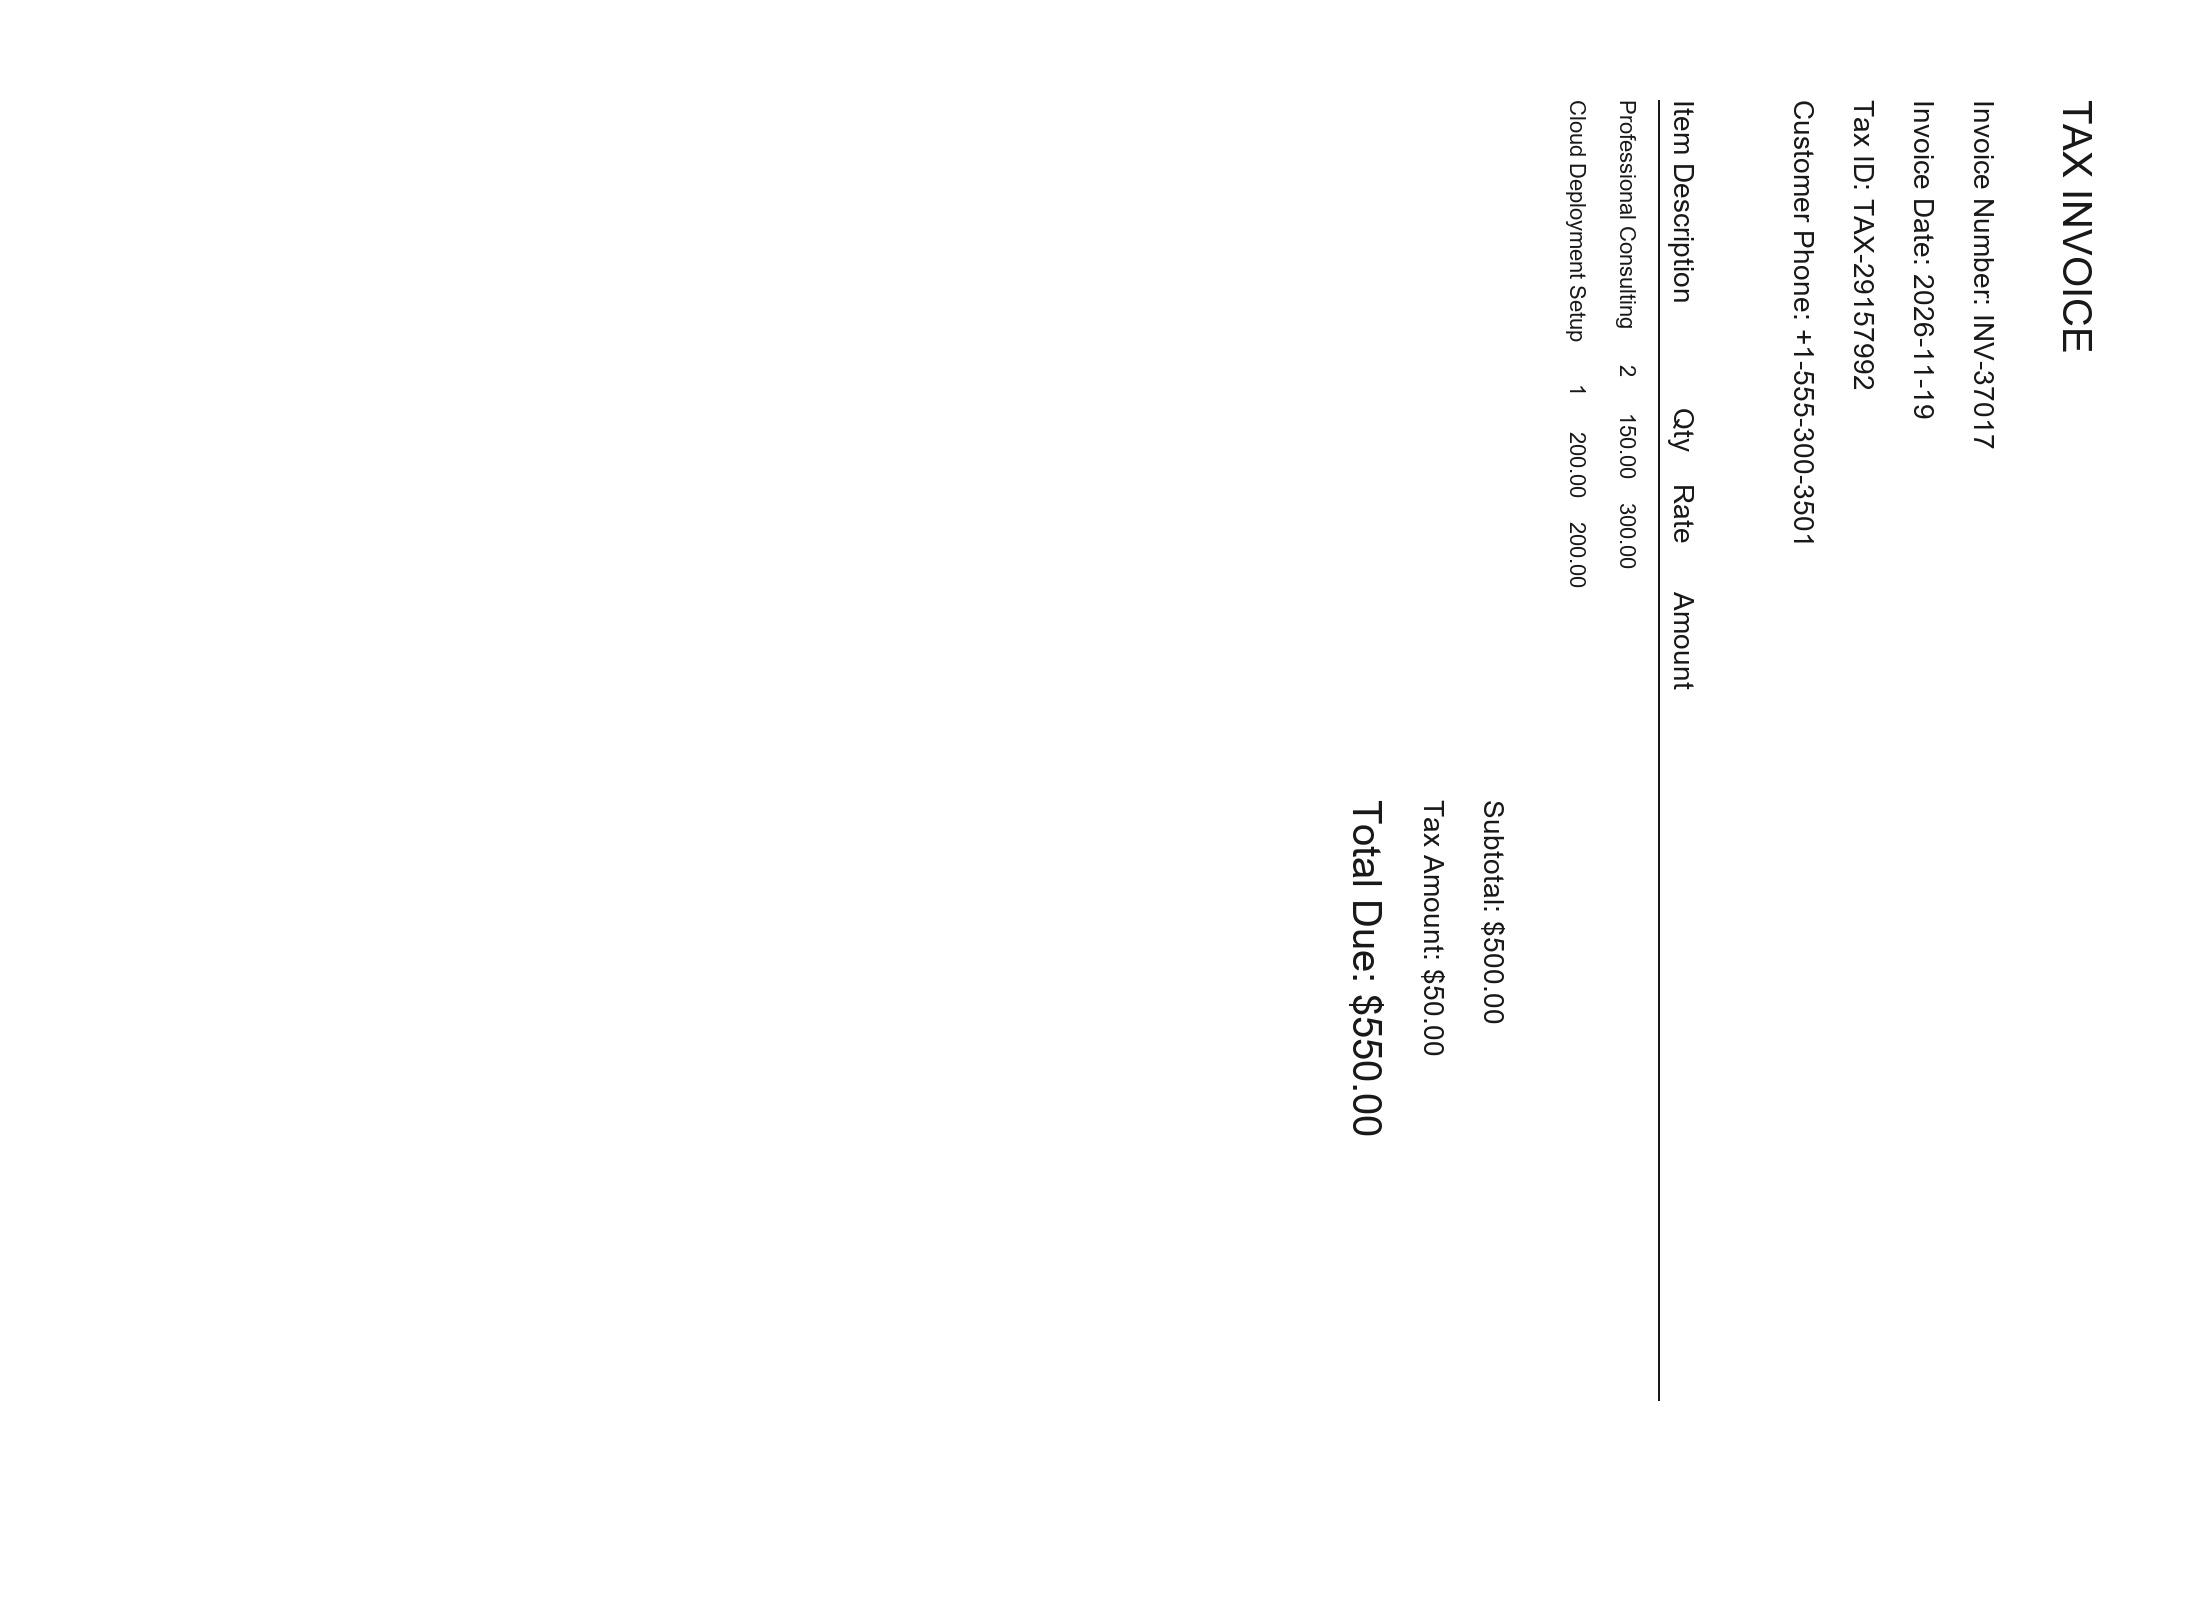 TAX INVOICE
Invoice Number: INV-37017
Invoice Date: 2026-11-19
Tax ID: TAX-29157992
Customer Phone: +1-555-300-3501
Item Description Qty Rate Amount
Professional Consulting 2 150.00 300.00
Cloud Deployment Setup 1 200.00 200.00
Subtotal: $500.00
Tax Amount: $50.00
Total Due: $550.00